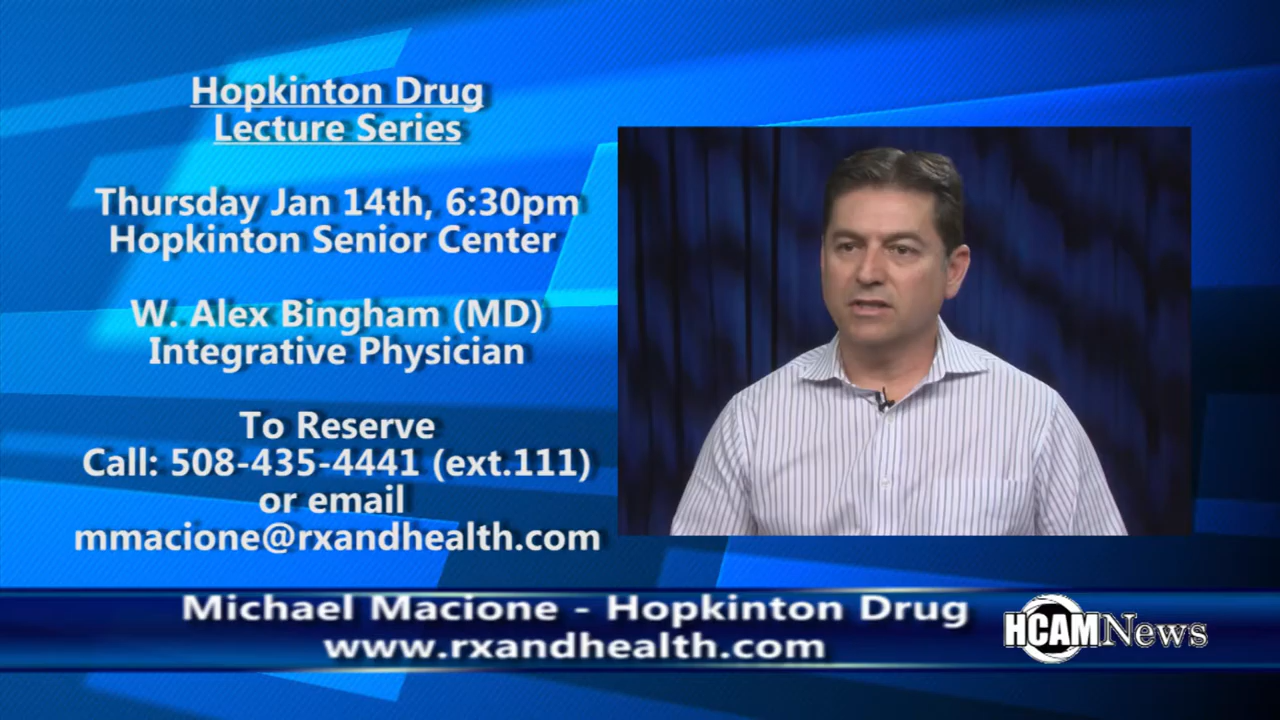 Hopkinton Drug
Lecture Series
Thursday Jan 14th, 6:30pm
Hopkinton Senior Center
W. Alex Bingham (MD)
Integrative Physician
To Reserve
Call: 508-435-4441 (ext.111)
or email
mmacione@rxandhealth.com
Michael Macione - Hopkinton Drug
www.rxandhealth.com
HCAMNews